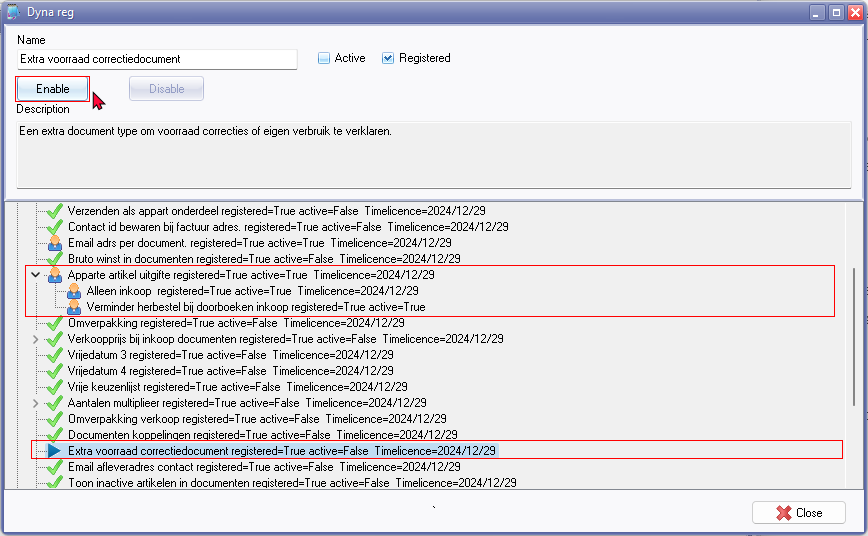 Dyna reg
Name
Extra voorraad correctiedocument
Active
Registered
Enable
Disable
Description
Een extra document type om voorraad correcties of eigen verbruik te verklaren.
Verzenden als appart onderdeel registered=True active=False Timelicence=2024/12/29
Contact id bewaren bij factuur adres. registered=True active=False Timelicence=2024/12/29
Email adrs per document. registered=True active=True Timelicence=2024/12/29
Bruto winst in documenten registered=True active=False Timelicence=2024/12/29
Apparte artikel uitgifte registered=True active=True Timelicence=2024/12/29
Alleen inkoop registered=True active=True Timelicence=2024/12/29
Verminder herbestel bij doorboeken inkoop registered=True active=True
Omverpakking registered=True active=False Timelicence=2024/12/29
Verkoopprijs bij inkoop documenten registered=True active=False Timelicence=2024/12/29
Vrijedatum 3 registered=True active=False Timelicence=2024/12/29
Vrijedatum 4 registered=True active=False Timelicence=2024/12/29
Vrije keuzenlijst registered=True active=False Timelicence=2024/12/29
Aantalen multiplieer registered=True active=False Timelicence=2024/12/29
Omverpakking verkoop registered=True active=False Timelicence=2024/12/29
Documenten koppelingen registered=True active=False Timelicence=2024/12/29
Extra voorraad correctiedocument registered=True active=False Timelicence=2024/12/29
Email afleveradres contact registered=True active=False Timelicence=2024/12/29
Toon inactive artikelen in documenten registered=True active=False Timelicence=2024/12/29
Close